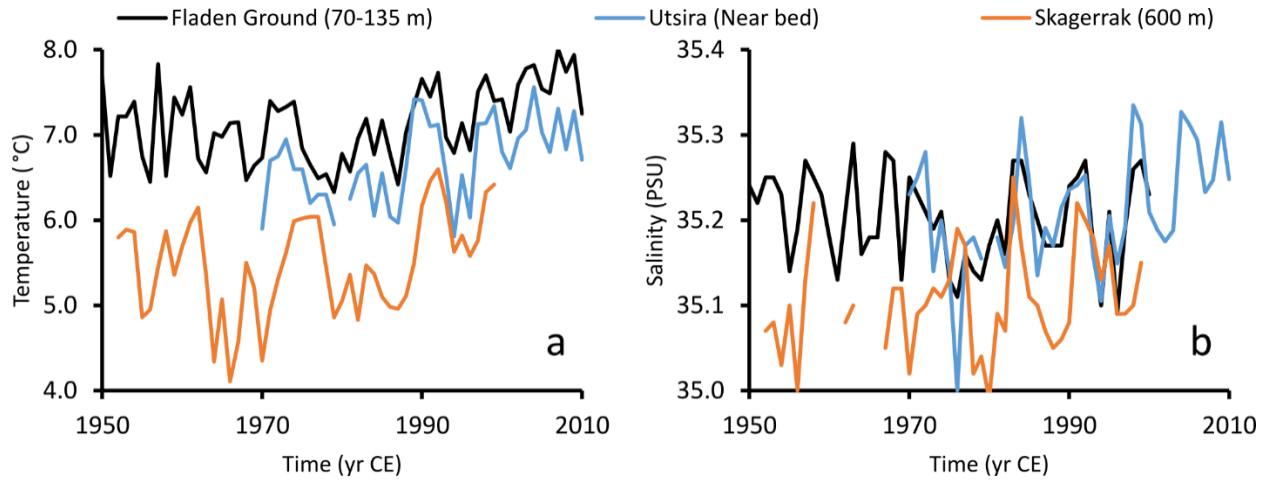 Fladen Ground (70-135 m) Utsira (Near bed) Skagerrak (600 m)
a
8.0
7.0
6.0
5.0
4.0
Temperature (°C)
1950 1970 1990 2010
Time (yr CE)
b
35.4
35.3
35.2
35.1
35.0
Salinity (PSU)
1950 1970 1990 2010
Time (yr CE)